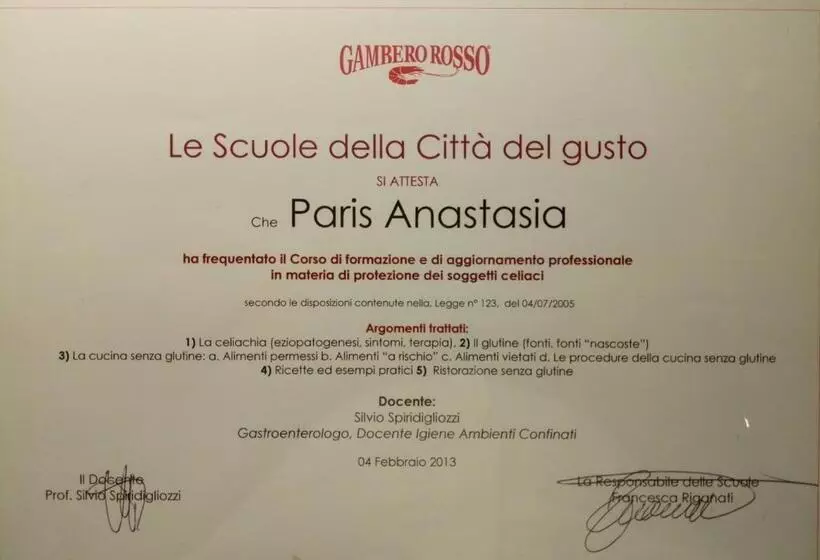 GAMBERO ROSSO®
Le Scuole della Città del gusto
SI ATTESTA
Che Paris Anastasia
ha frequentato il Corso di formazione e di aggiornamento professionale
in materia di protezione dei soggetti celiaci
secondo le disposizioni contenute nella, Legge n° 123, del 04/07/2005
Argomenti trattati:
1) La celiachia (eziopatogenesi, sintomi, terapia). 2) Il glutine (fonti, fonti “nascoste”)
3) La cucina senza glutine: a. Alimenti permessi b. Alimenti “a rischio” c. Alimenti vietati d. Le procedure della cucina senza glutine
4) Ricette ed esempi pratici 5) Ristorazione senza glutine
Docente:
Silvio Spiridigliozzi
Gastroenterologo, Docente Igiene Ambienti Confinati
04 Febbraio 2013
Il Docente
Prof. Silvio Spiridigliozzi
La Responsabile delle Scuole
Francesca Riganati